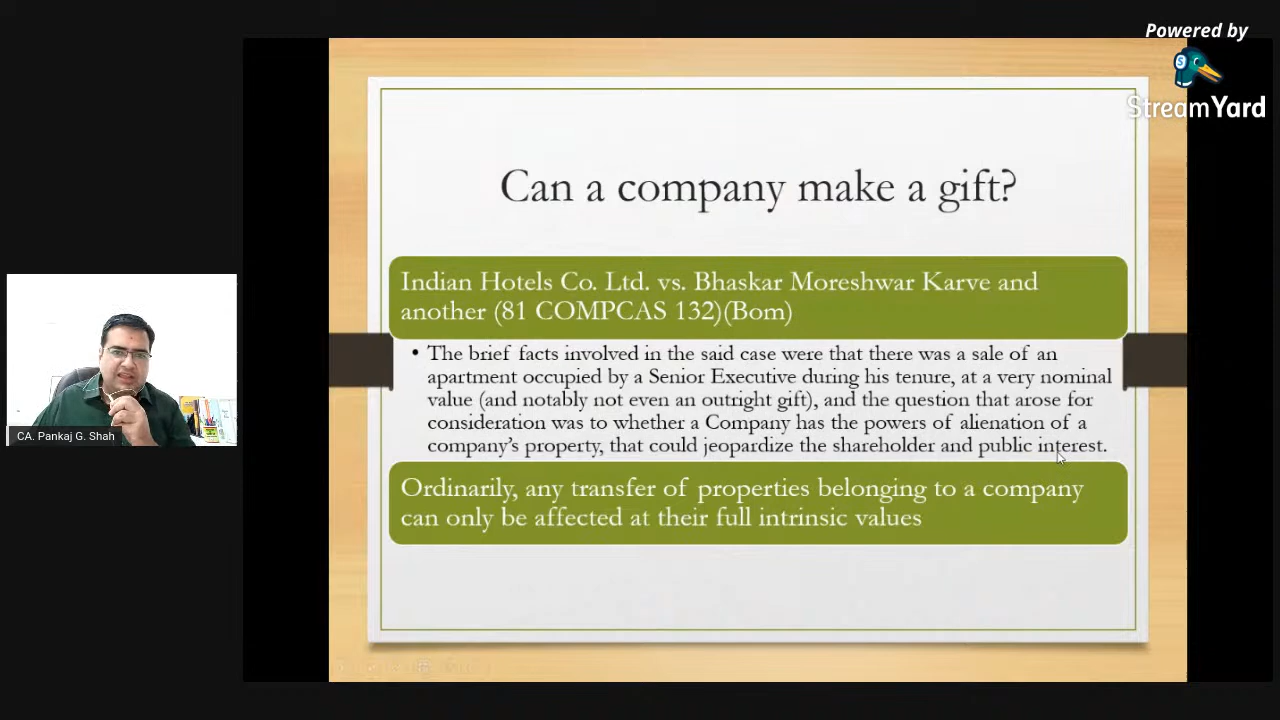 Powered by
StreamYard
Can a company make a gift?
Indian Hotels Co. Ltd. vs. Bhaskar Moreshwar Karve and
another (81 COMPCAS 132)(Bom)
• The brief facts involved in the said case were that there was a sale of an
apartment occupied by a Senior Executive during his tenure, at a very nominal
value (and notably not even an outright gift), and the question that arose for
consideration was to whether a Company has the powers of alienation of a
company's property, that could jeopardize the shareholder and public interest.
Ordinarily, any transfer of properties belonging to a company
can only be affected at their full intrinsic values
CA. Pankaj G. Shah